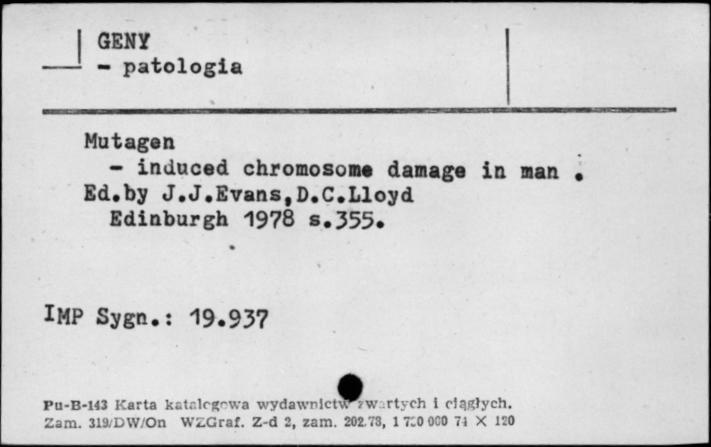 GENY
- patologia
Mutagen
- induced chromosome damage in man .
Ed.by J.J.Evans,D.C.Lloyd
Edinburgh 1978 s.355.
IMP Sygn.: 19.937
Pu-B-143 Karta katalogowa wydawnictw zwartych i ciągłych.
Zam. 319/DW/On WZGraf. Z-d 2, zam. 202.78, 1 720 000 74 X 120